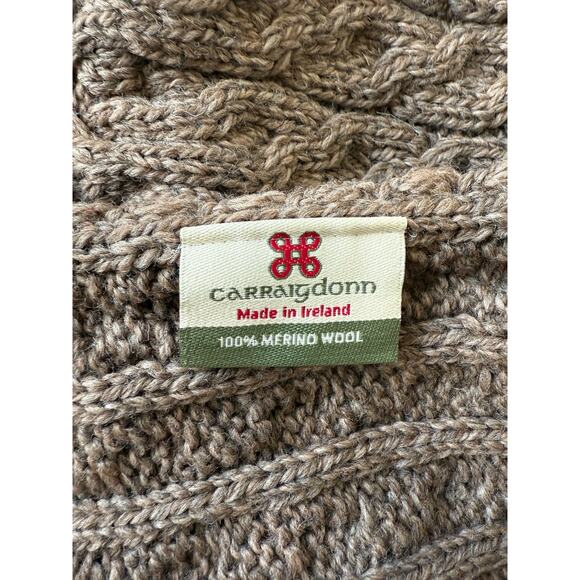 carraigdonn
Made in Ireland
100% MERINO WOOL